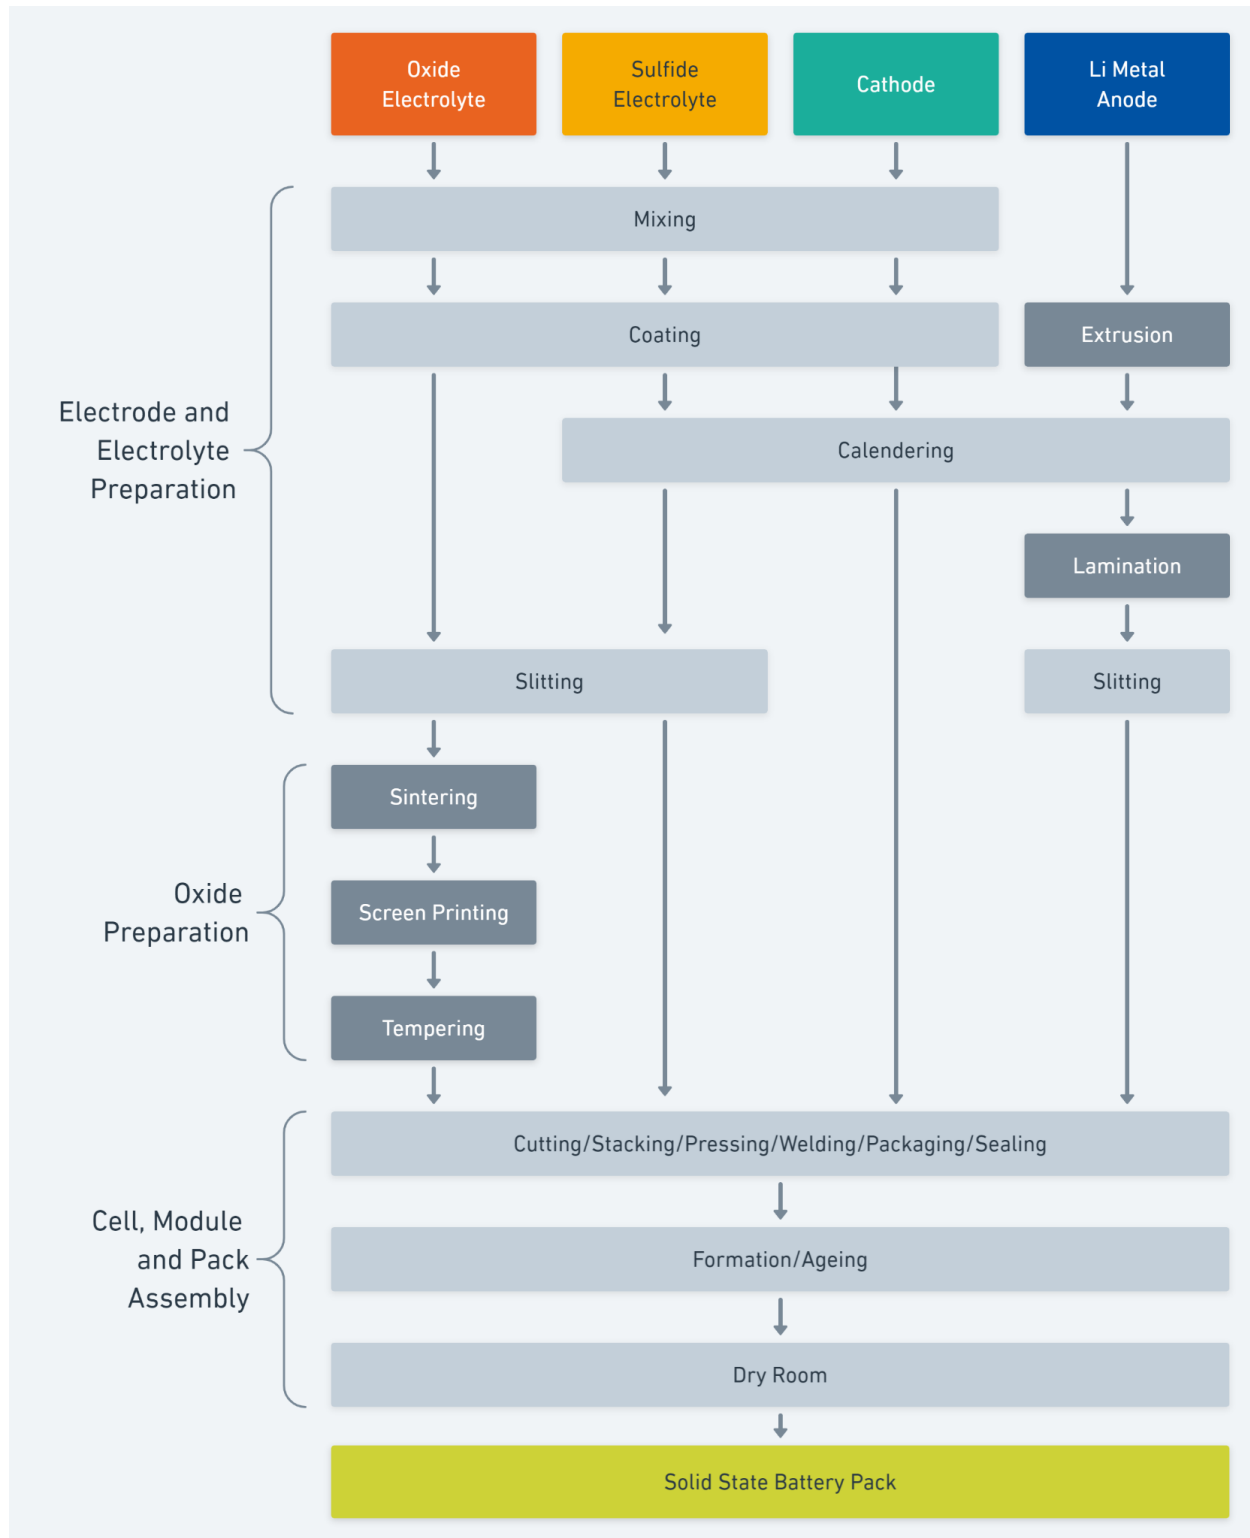 Oxide
Electrolyte
Sulfide
Electrolyte
Cathode
Li Metal
Anode
Mixing
Coating
Extrusion
Electrode and
Electrolyte
Preparation
Calendering
Lamination
Slitting
Slitting
Oxide
Preparation
Sintering
Screen Printing
Tempering
Cell, Module
and Pack
Assembly
Cutting/Stacking/Pressing/Welding/Packaging/Sealing
Formation/Ageing
Dry Room
Solid State Battery Pack